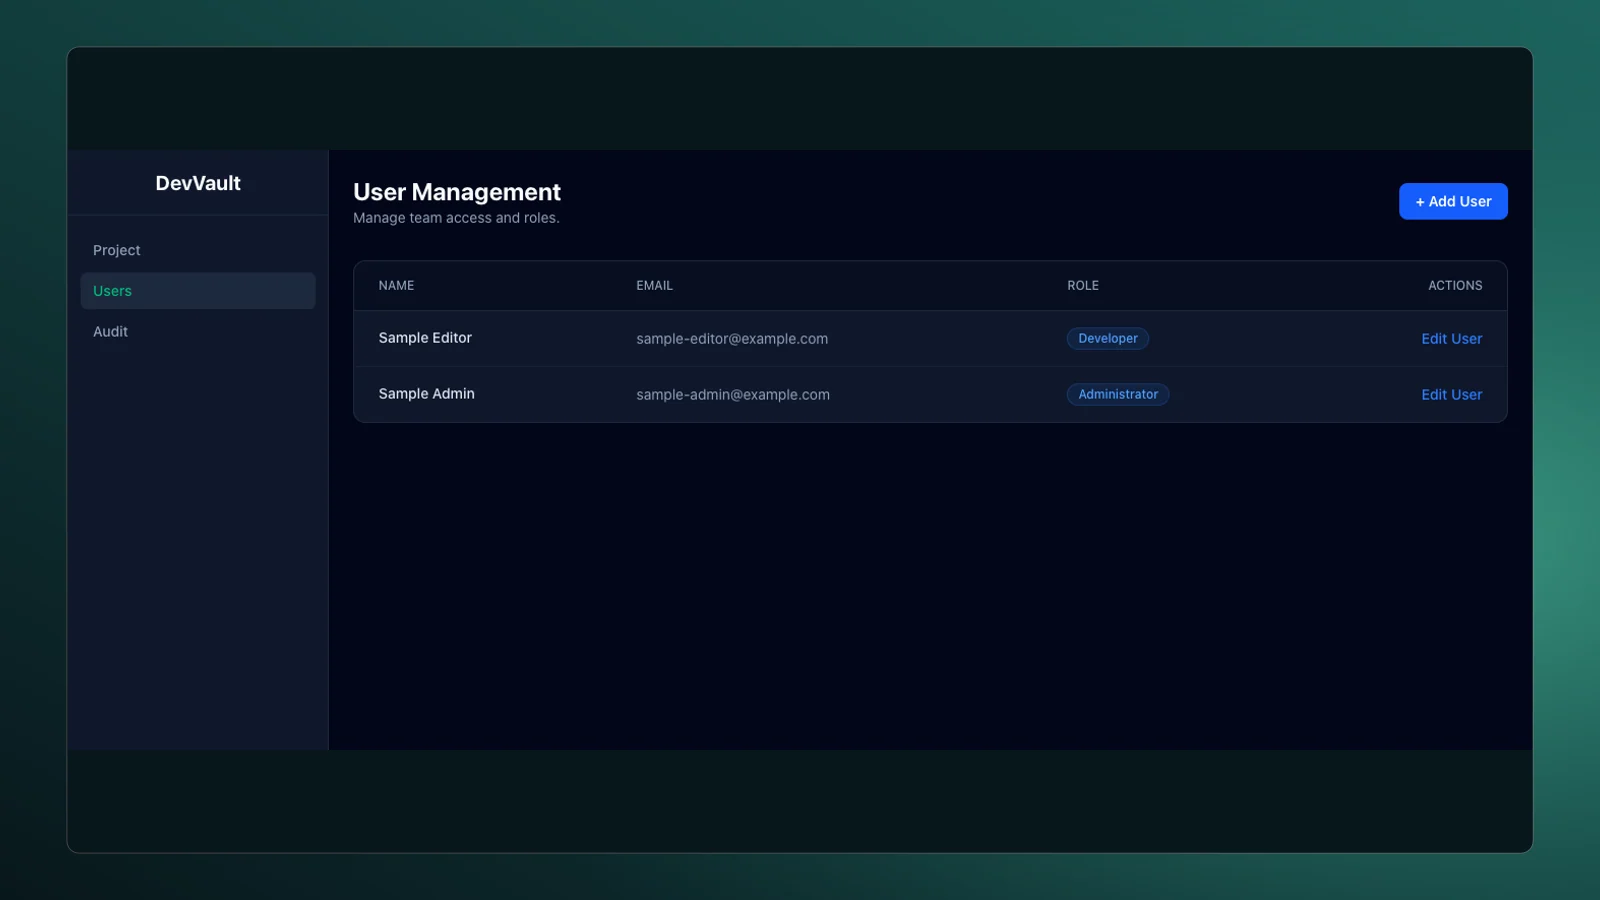 DevVault
Project
Users
Audit
User Management
Manage team access and roles.
+ Add User
NAME EMAIL ROLE ACTIONS
Sample Editor sample-editor@example.com Developer Edit User
Sample Admin sample-admin@example.com Administrator Edit User